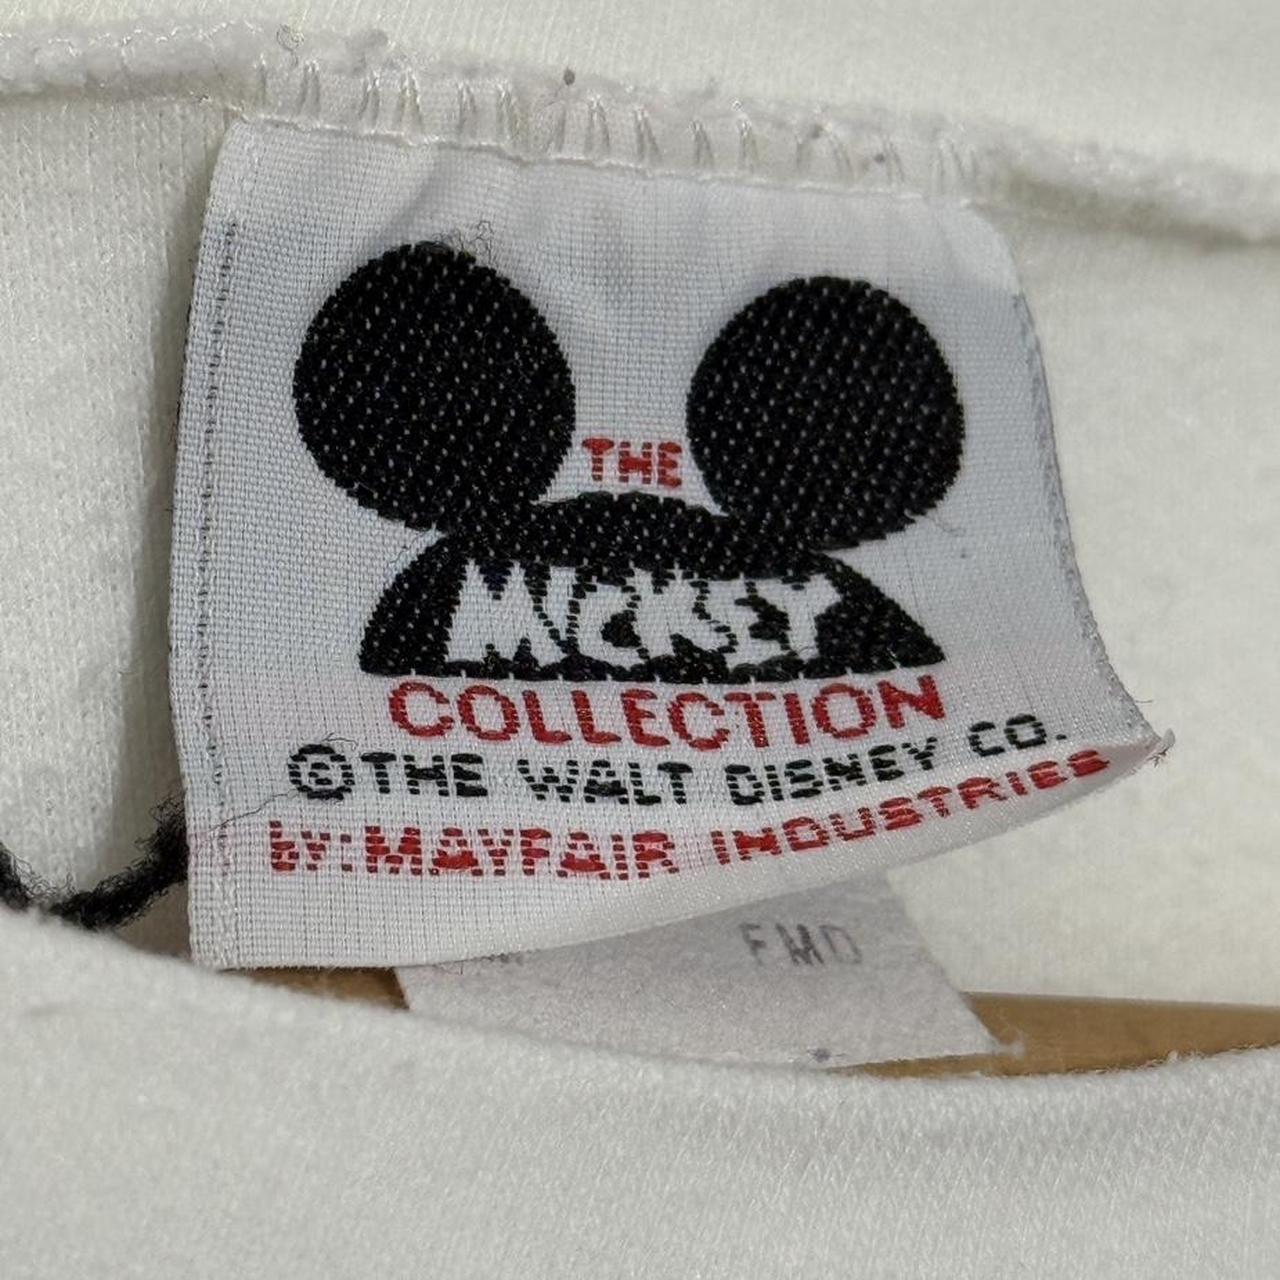 THE
MICKEY
COLLECTION
©THE WALT DISNEY CO.
by:MAYFAIR INDUSTRIES
FMD